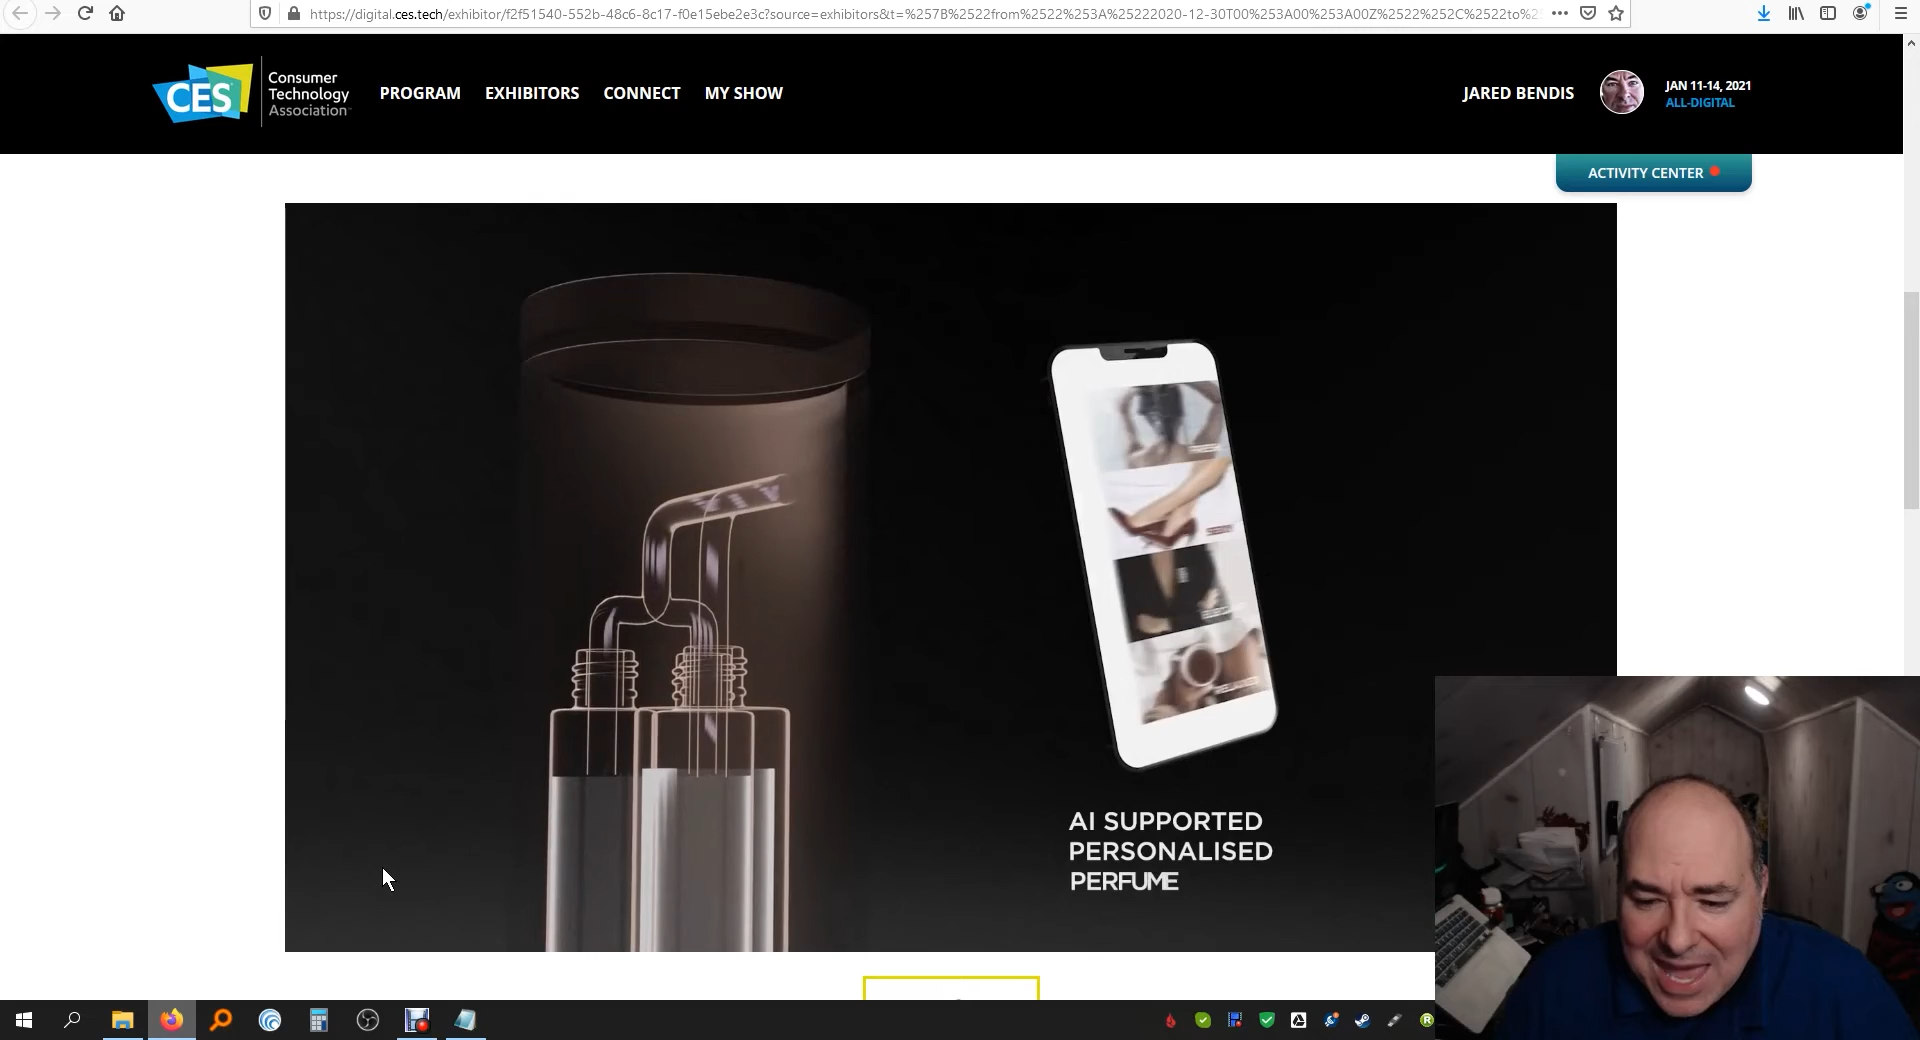 https://digital.ces.tech/exhibitor/f2f51540-552b-48c6-8c17-f0e15ebe2e3c?source=exhibitors&t=%257B%2522from%2522%253A%25222020-12-30T00%253A00%253A00Z%2522%252C%2522to%2
CES
Consumer
Technology
Association
PROGRAM
EXHIBITORS
CONNECT
MY SHOW
JARED BENDIS
JAN 11-14, 2021
ALL-DIGITAL
ACTIVITY CENTER
AI SUPPORTED
PERSONALISED
PERFUME